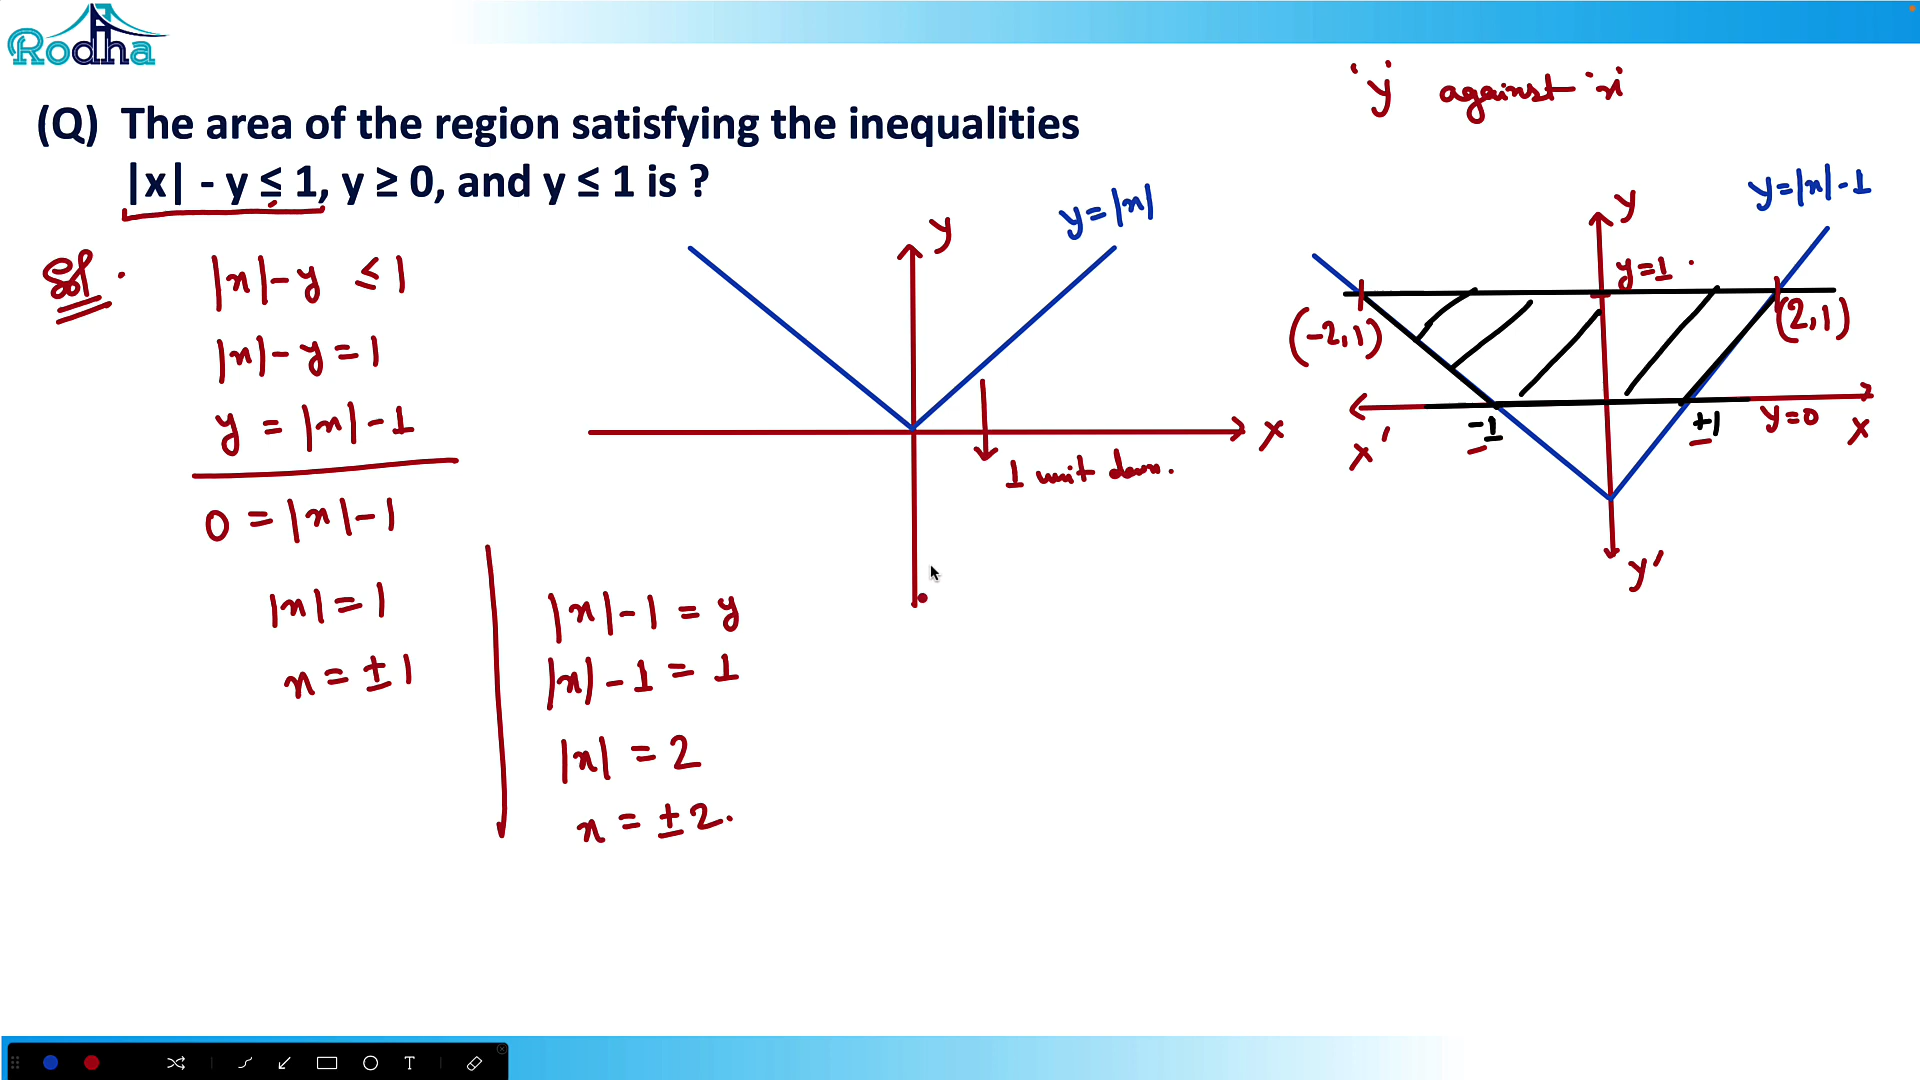 Rodha
'y' against 'x'
(Q) The area of the region satisfying the inequalities
|x| - y ≤ 1, y ≥ 0, and y ≤ 1 is ?
Sol.
|x| - y ≤ 1
|x| - y = 1
y = |x| - 1
0 = |x| - 1
|x| = 1
x = ± 1
|x| - 1 = y
|x| - 1 = 1
|x| = 2
x = ± 2.
y
y = |x|
x
1 unit down.
y
y = |x| - 1
y = 1
(-2, 1)
(2, 1)
-1
+1
y = 0
x'
x
y'
T